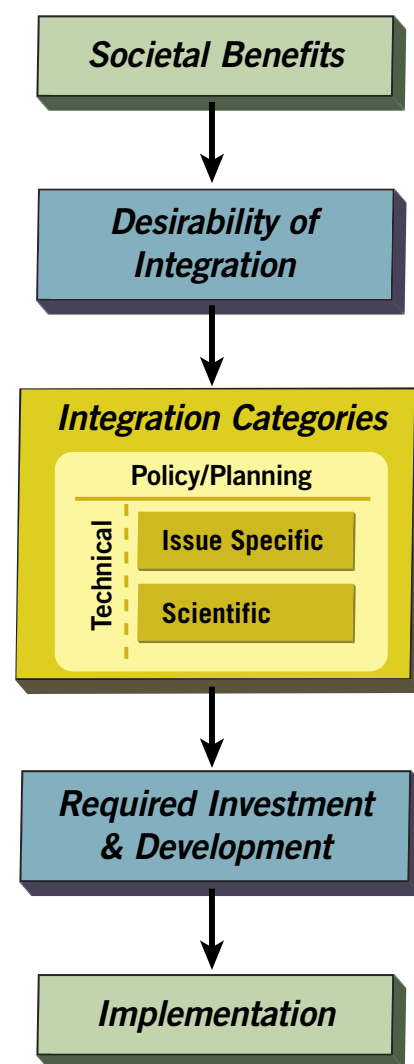 Societal Benefits
Desirability of
Integration
Integration Categories
Policy/Planning
Technical
Issue Specific
Scientific
Required Investment
& Development
Implementation